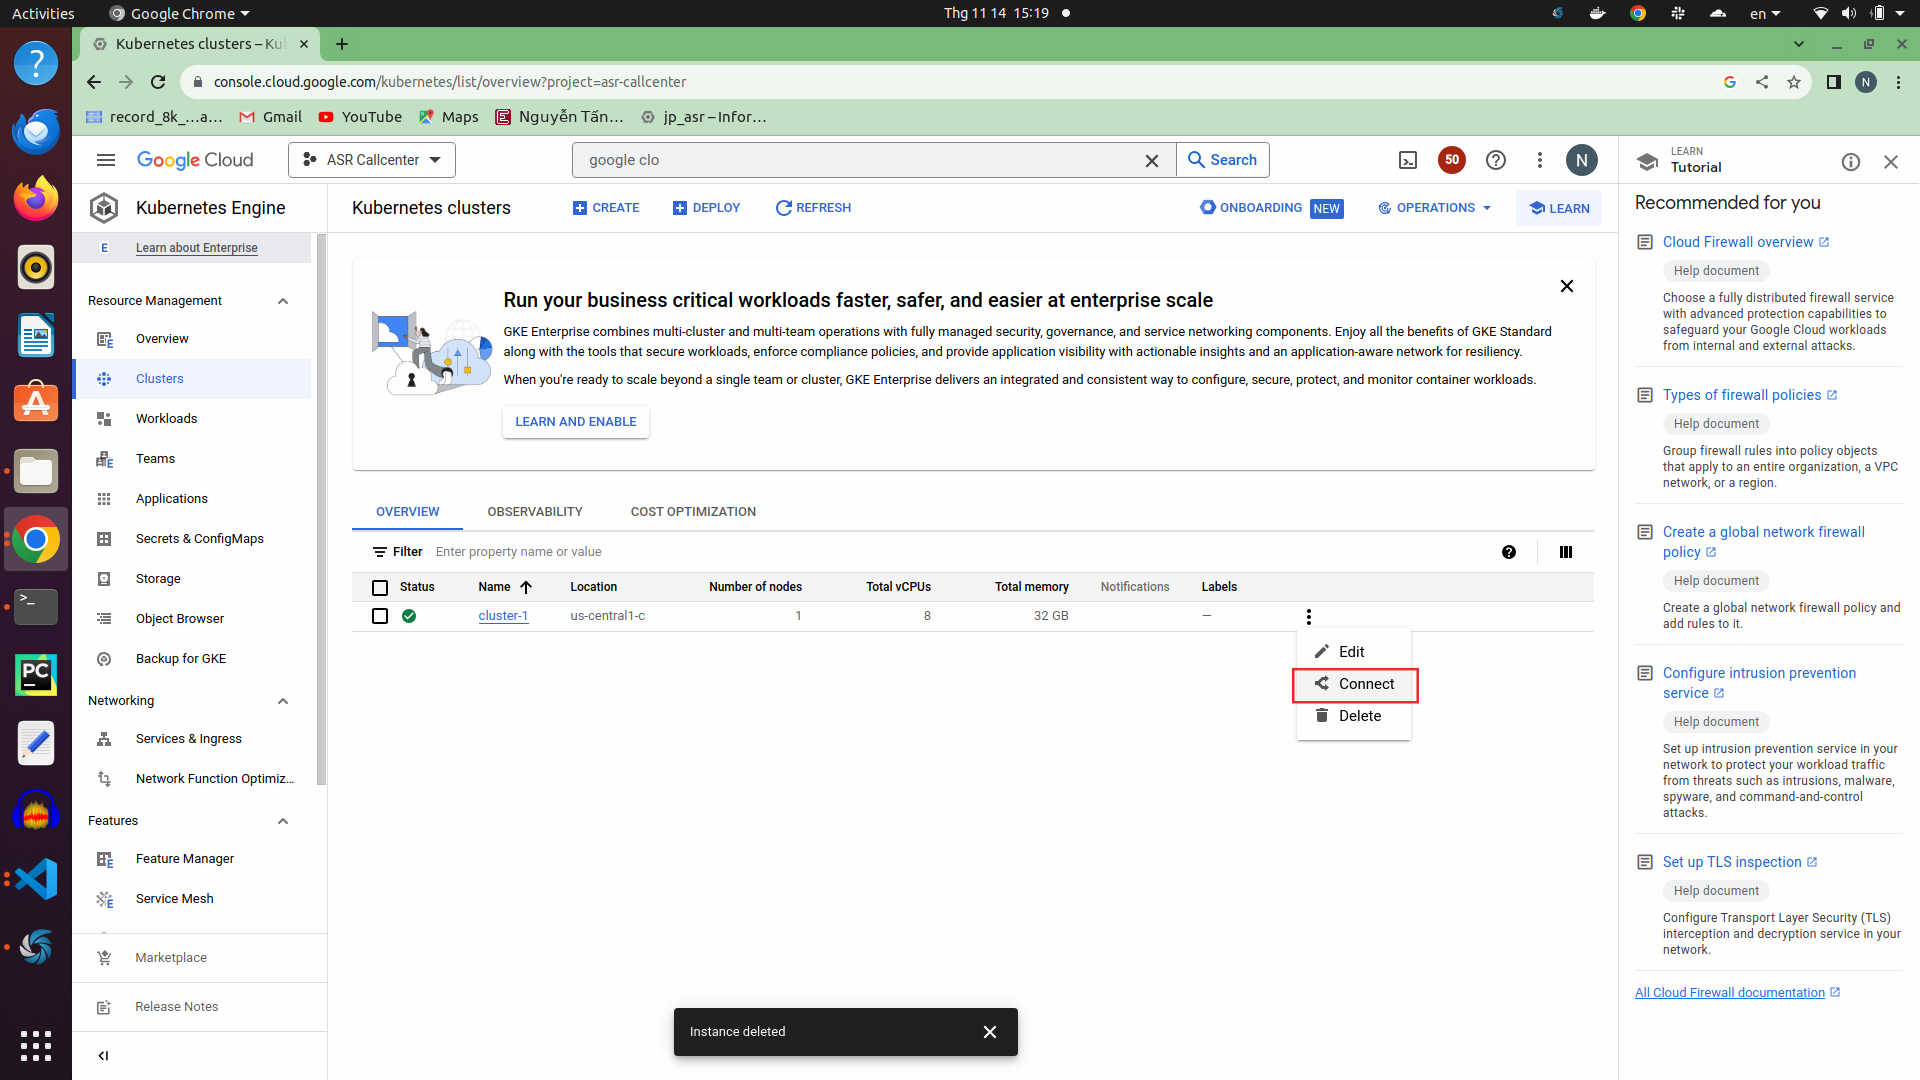 Activities
Google Chrome
Thg 11 14 15:19
en
Kubernetes clusters – Ku
console.cloud.google.com/kubernetes/list/overview?project=asr-callcenter
record_8k_...a...
Gmail
YouTube
Maps
Nguyễn Tấn...
jp_asr – Infor...
Google Cloud
ASR Callcenter
google clo
Search
50
N
LEARN
Tutorial
Kubernetes Engine
Learn about Enterprise
Resource Management
Overview
Clusters
Workloads
Teams
Applications
Secrets & ConfigMaps
Storage
Object Browser
Backup for GKE
Networking
Services & Ingress
Network Function Optimiz...
Features
Feature Manager
Service Mesh
Marketplace
Release Notes
Kubernetes clusters
CREATE
DEPLOY
REFRESH
ONBOARDING NEW
OPERATIONS
LEARN
Run your business critical workloads faster, safer, and easier at enterprise scale
GKE Enterprise combines multi-cluster and multi-team operations with fully managed security, governance, and service networking components. Enjoy all the benefits of GKE Standard
along with the tools that secure workloads, enforce compliance policies, and provide application visibility with actionable insights and an application-aware network for resiliency.
When you're ready to scale beyond a single team or cluster, GKE Enterprise delivers an integrated and consistent way to configure, secure, protect, and monitor container workloads.
LEARN AND ENABLE
OVERVIEW
OBSERVABILITY
COST OPTIMIZATION
Filter Enter property name or value
Status Name Location Number of nodes Total vCPUs Total memory Notifications Labels
cluster-1 us-central1-c 1 8 32 GB —
Edit
Connect
Delete
Instance deleted
Recommended for you
Cloud Firewall overview
Help document
Choose a fully distributed firewall service
with advanced protection capabilities to
safeguard your Google Cloud workloads
from internal and external attacks.
Types of firewall policies
Help document
Group firewall rules into policy objects
that apply to an entire organization, a VPC
network, or a region.
Create a global network firewall
policy
Help document
Create a global network firewall policy and
add rules to it.
Configure intrusion prevention
service
Help document
Set up intrusion prevention service in your
network to protect your workload traffic
from threats such as intrusions, malware,
spyware, and command-and-control
attacks.
Set up TLS inspection
Help document
Configure Transport Layer Security (TLS)
interception and decryption service in your
network.
All Cloud Firewall documentation